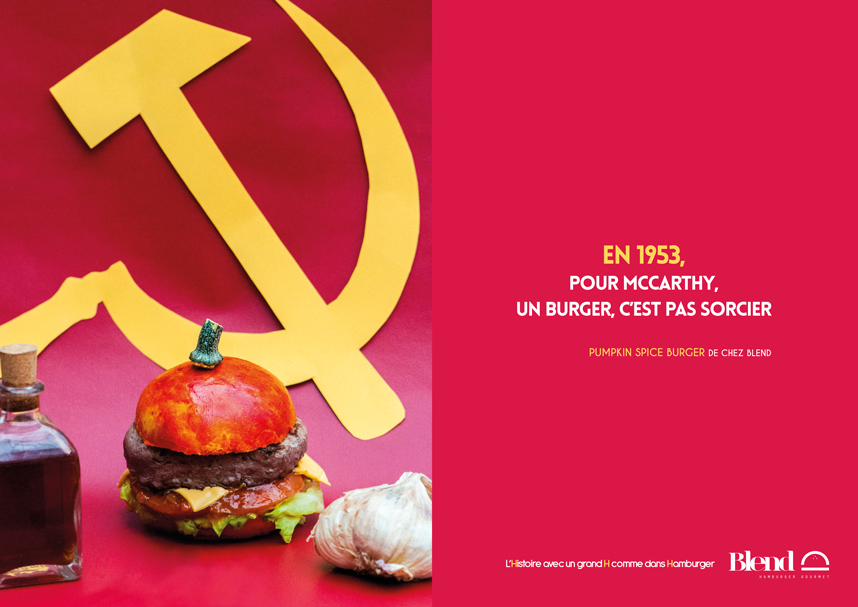 EN 1953,
POUR MCCARTHY,
UN BURGER, C'EST PAS SORCIER
PUMPKIN SPICE BURGER DE CHEZ BLEND
L'Histoire avec un grand H comme dans Hamburger
Blend
HAMBURGER GOURMET